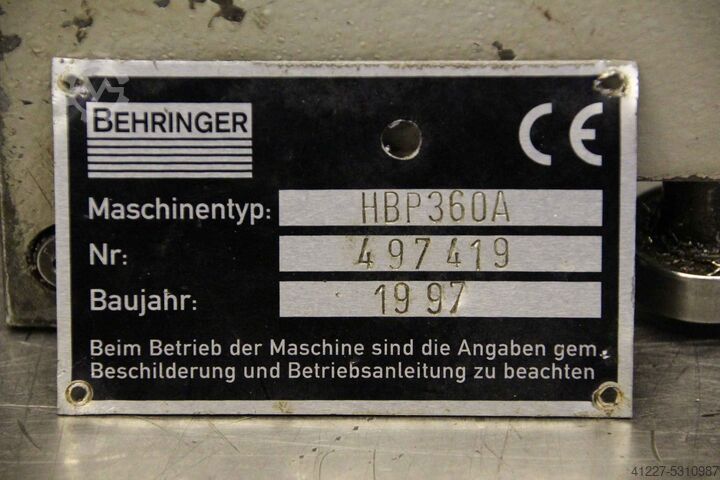 BEHRINGER
CE
Maschinentyp: HBP360A
Nr: 497419
Baujahr: 1997
Beim Betrieb der Maschine sind die Angaben gem.
Beschilderung und Betriebsanleitung zu beachten
41227-5310987